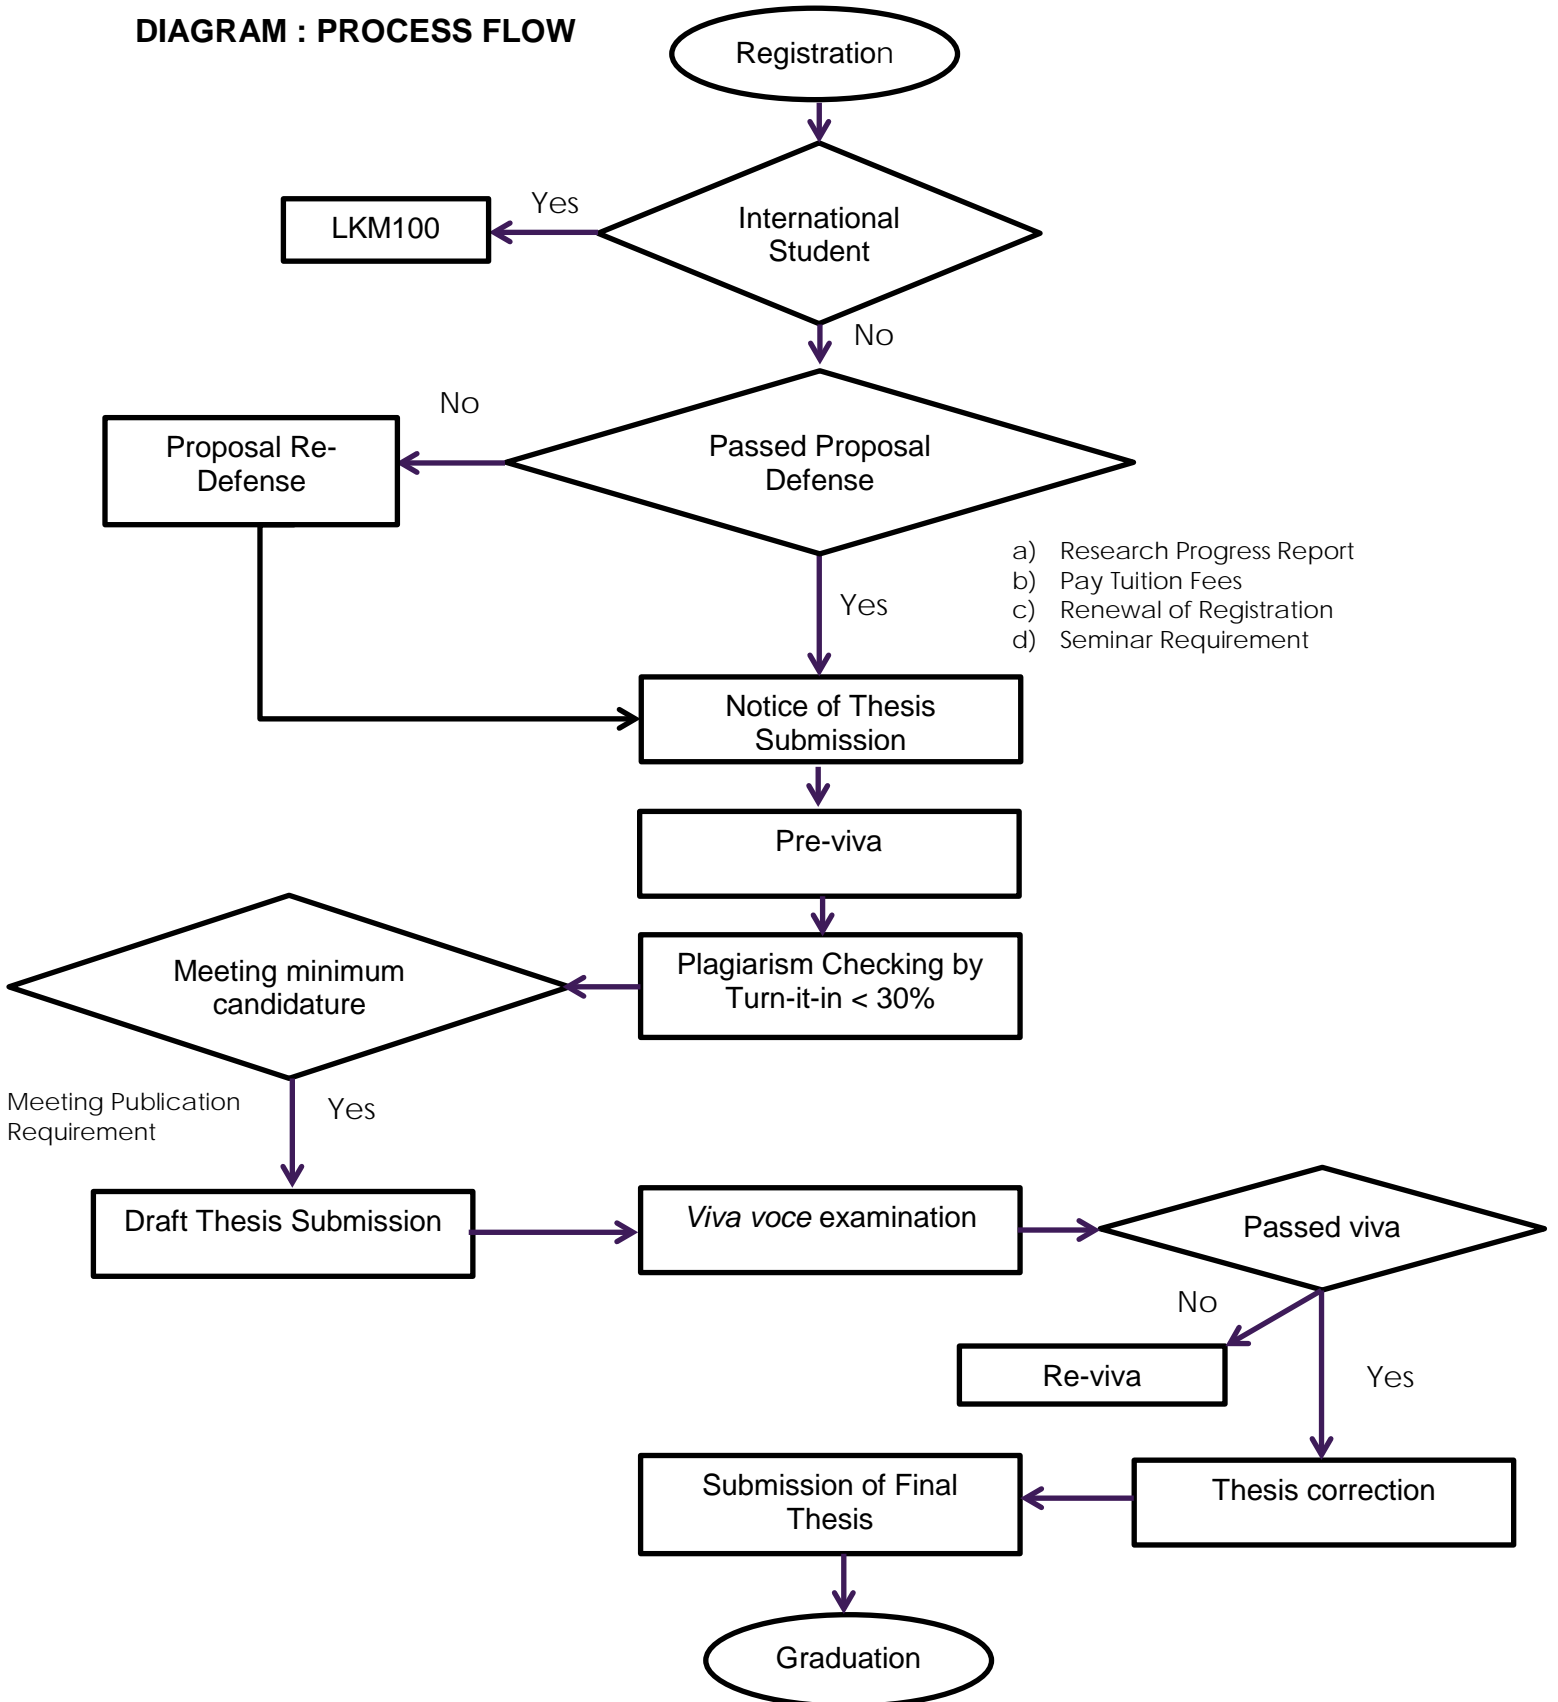 DIAGRAM : PROCESS FLOW
Registration
International
Student
Yes
LKM100
No
Passed Proposal
Defense
No
Proposal Re-
Defense
Yes
a) Research Progress Report
b) Pay Tuition Fees
c) Renewal of Registration
d) Seminar Requirement
Notice of Thesis
Submission
Pre-viva
Plagiarism Checking by
Turn-it-in < 30%
Meeting minimum
candidature
Meeting Publication
Requirement
Yes
Draft Thesis Submission
Viva voce examination
Passed viva
No
Re-viva
Yes
Thesis correction
Submission of Final
Thesis
Graduation